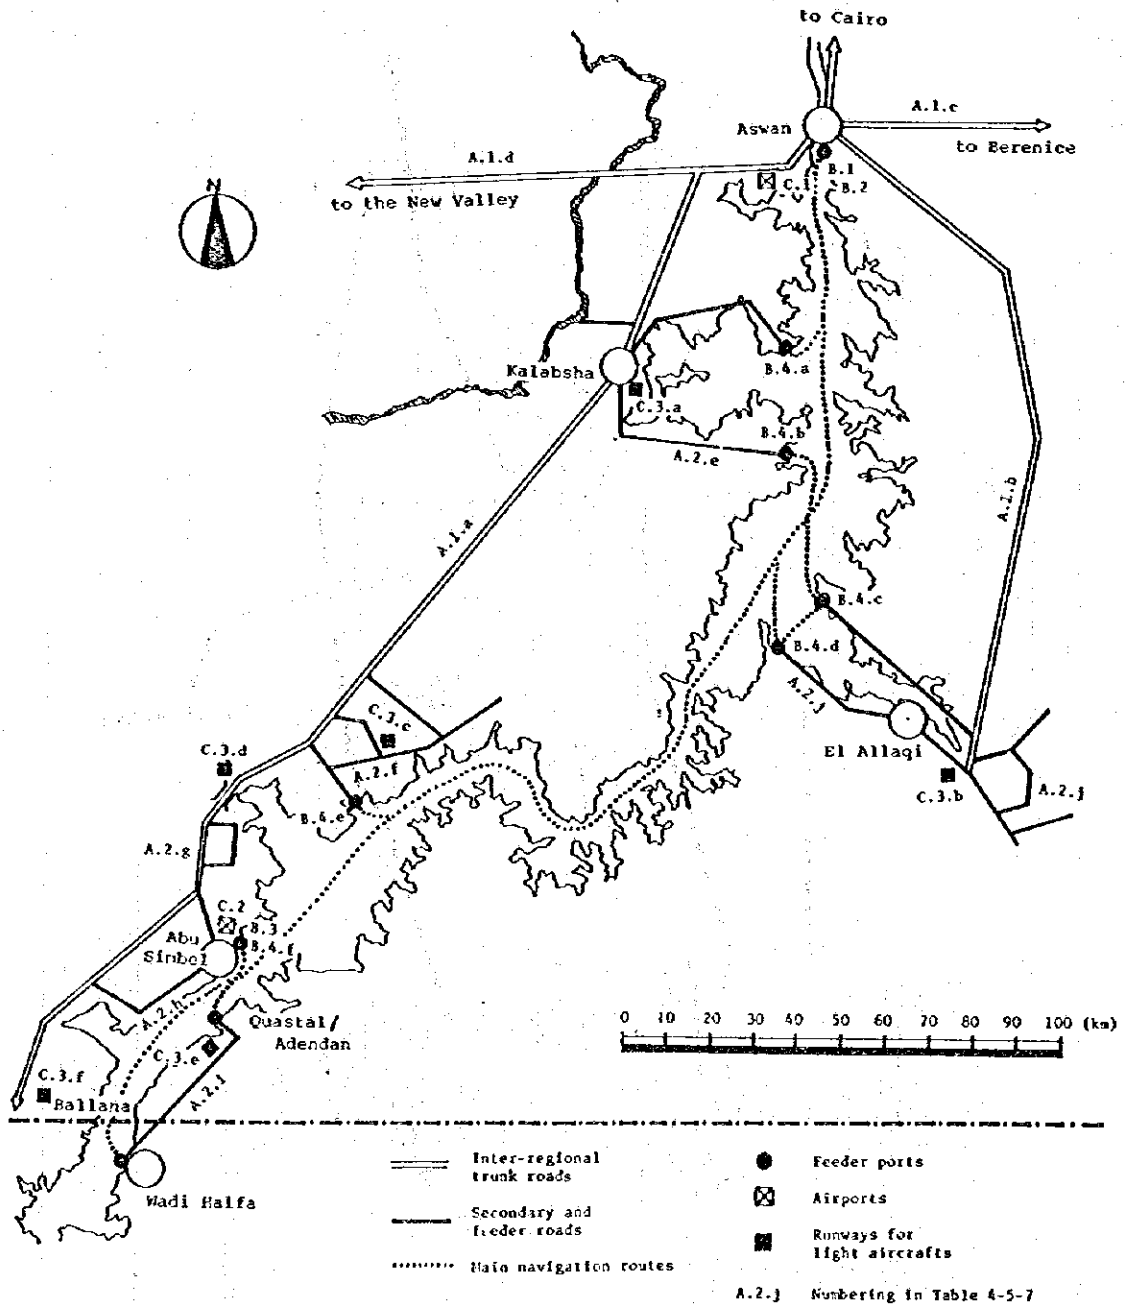 to Cairo
A.1.c
Aswan
to Berenice
A.1.d
B.1
C.1
B.2
N
to the New Valley
Kalabsha
B.4.a
C.3.a
B.4.b
A.2.e
A.1.b
A.1.a
B.4.c
B.4.d
A.2.j
C.3.c
El Allaqi
C.3.d
A.2.f
C.3.b
A.2.j
B.4.e
A.2.g
C.2
B.3
Abu
Simbel
B.4.f
A.2.h
Quastal/
Adendan
0 10 20 30 40 50 60 70 80 90 100 (km)
C.3.e
C.3.f
A.2.i
Ballana
Wadi Halfa
Inter-regional
trunk roads
Feeder ports
Airports
Secondary and
feeder roads
Runways for
light aircrafts
Main navigation routes
A.2.j Numbering in Table 4-5-7